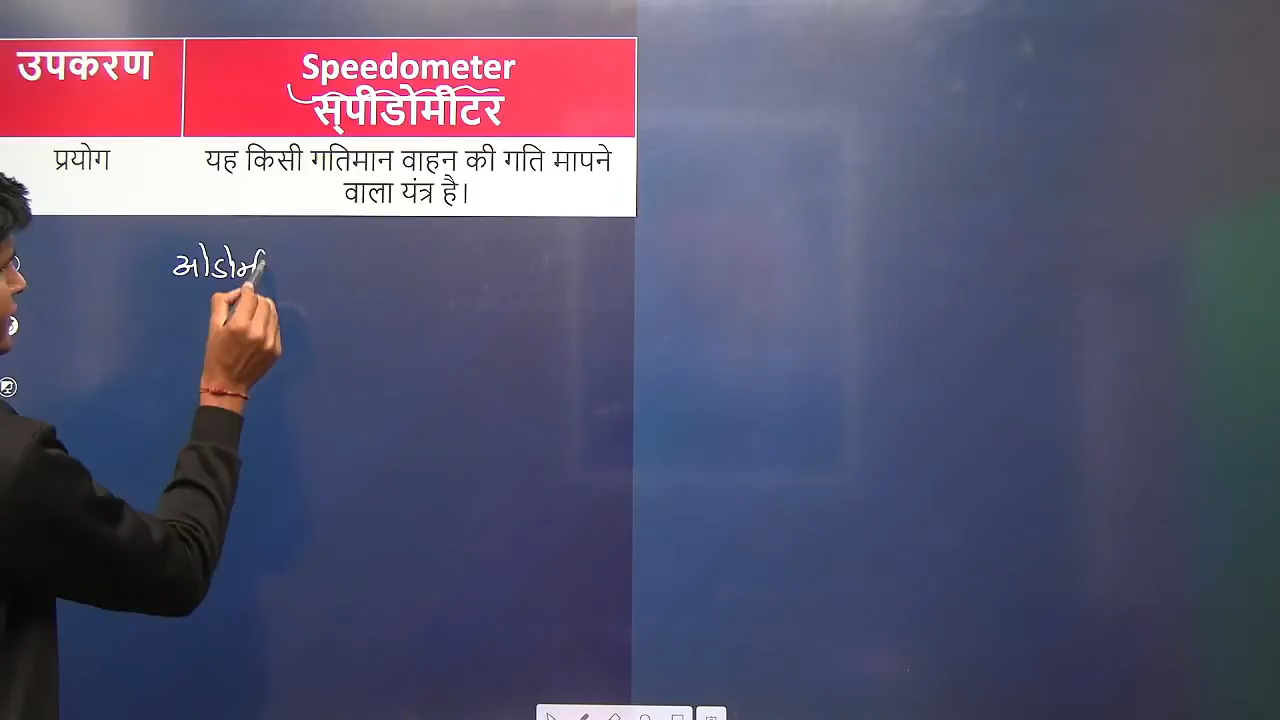 उपकरण
Speedometer
स्पीडोमीटर
प्रयोग
यह किसी गतिमान वाहन की गति मापने
वाला यंत्र है।
ओडोमी